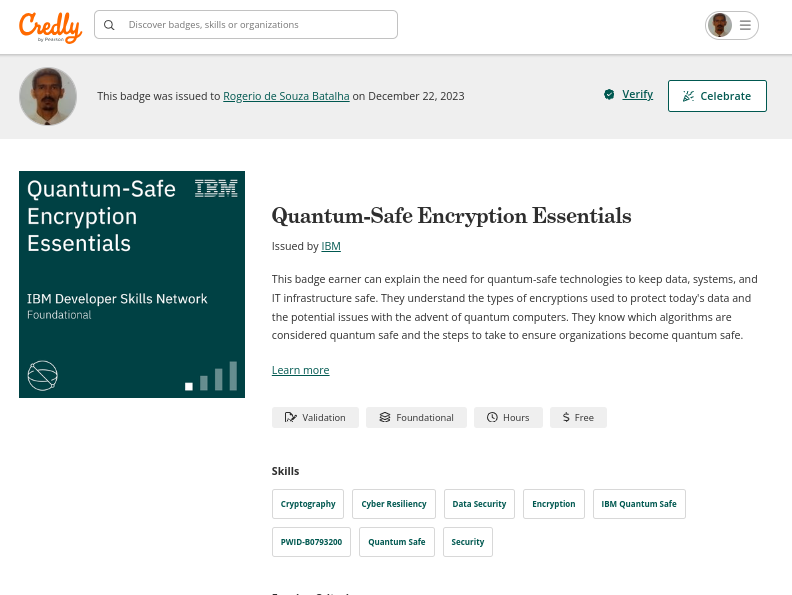 Credly
by Pearson
Discover badges, skills or organizations
This badge was issued to Rogerio de Souza Batalha on December 22, 2023
Verify
Celebrate
Quantum-Safe
Encryption
Essentials
IBM
IBM Developer Skills Network
Foundational
Quantum-Safe Encryption Essentials
Issued by IBM
This badge earner can explain the need for quantum-safe technologies to keep data, systems, and
IT infrastructure safe. They understand the types of encryptions used to protect today's data and
the potential issues with the advent of quantum computers. They know which algorithms are
considered quantum safe and the steps to take to ensure organizations become quantum safe.
Learn more
Validation
Foundational
Hours
Free
Skills
Cryptography
Cyber Resiliency
Data Security
Encryption
IBM Quantum Safe
PWID-B0793200
Quantum Safe
Security